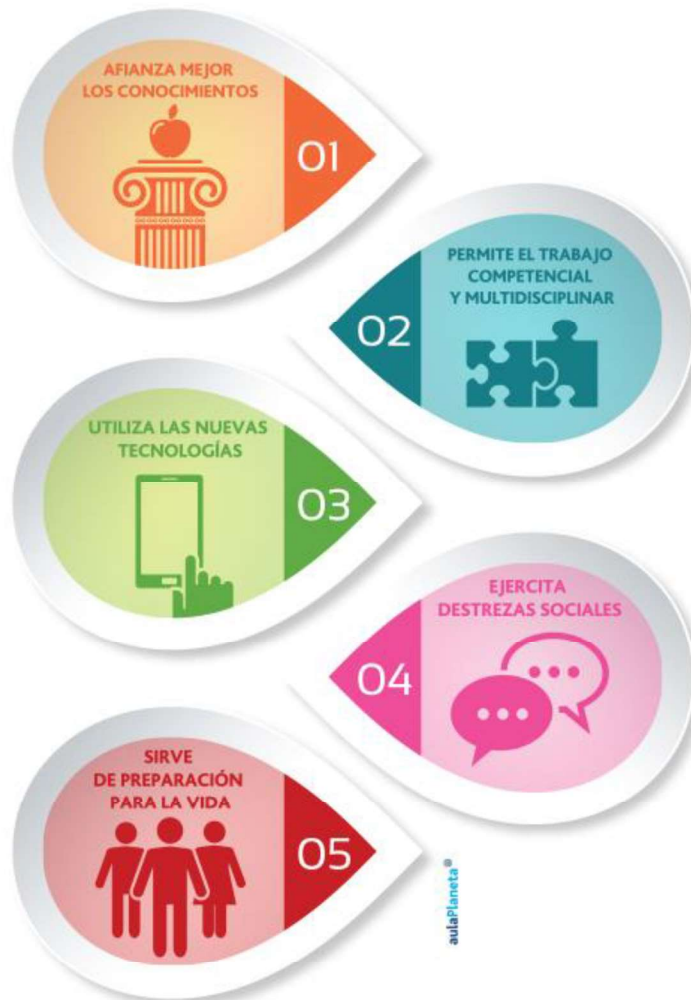 AFIANZA MEJOR
LOS CONOCIMIENTOS
01
PERMITE EL TRABAJO
COMPETENCIAL
Y MULTIDISCIPLINAR
02
UTILIZA LAS NUEVAS
TECNOLOGÍAS
03
EJERCITA
DESTREZAS SOCIALES
04
SIRVE
DE PREPARACIÓN
PARA LA VIDA
05
aulaPlaneta®